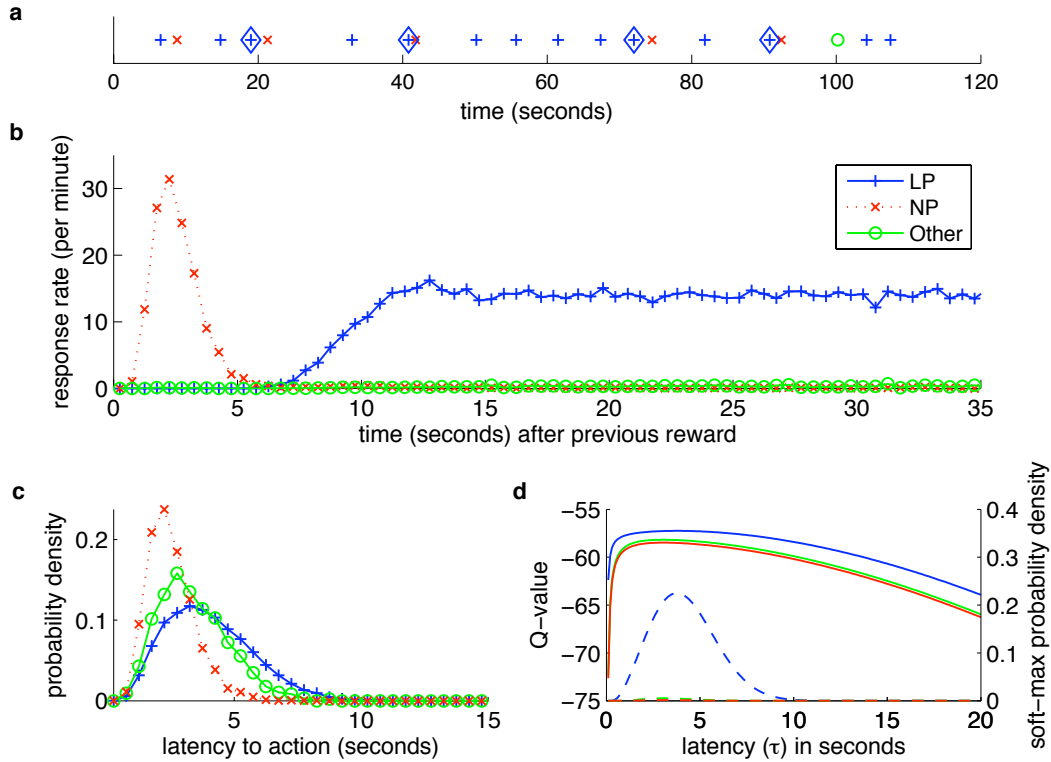 a
0 20 40 60 80 100 120
time (seconds)
b
response rate (per minute)
30
20
10
0
0 5 10 15 20 25 30 35
time (seconds) after previous reward
LP
NP
Other
c
probability density
0.2
0.1
0
5 10 15
latency to action (seconds)
d
Q−value
−55
−60
−65
−70
−75
0 5 10 15 20
latency (τ) in seconds
0.4
0.3
0.2
0.1
0
soft−max probability density